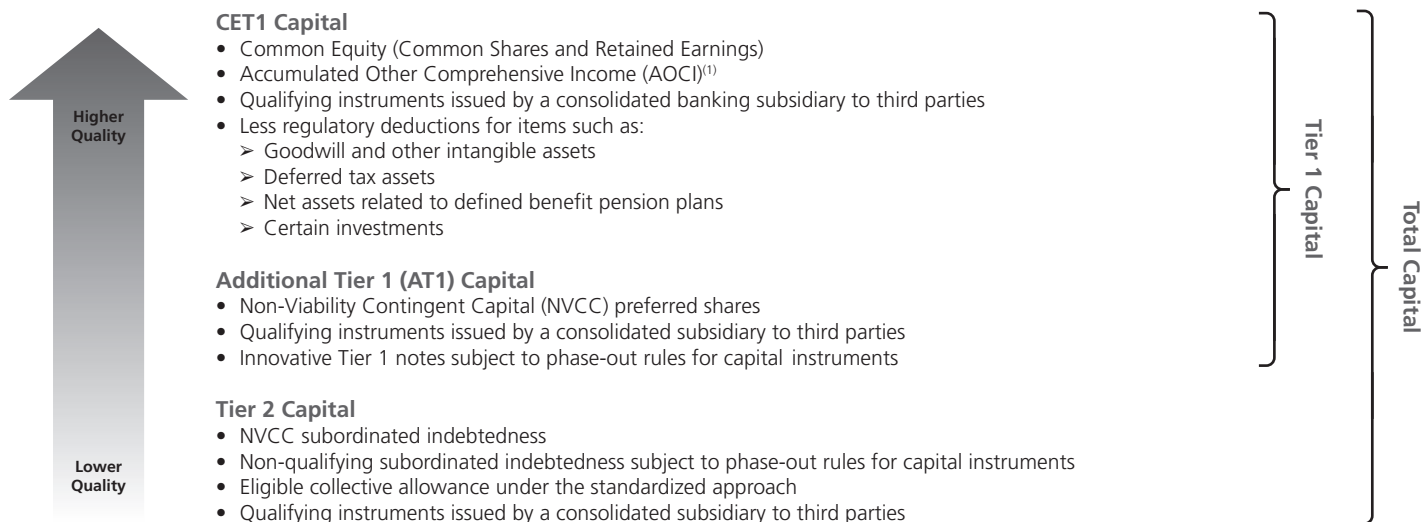 CET1 Capital
• Common Equity (Common Shares and Retained Earnings)
• Accumulated Other Comprehensive Income (AOCI)(1)
• Qualifying instruments issued by a consolidated banking subsidiary to third parties
• Less regulatory deductions for items such as:
➢ Goodwill and other intangible assets
➢ Deferred tax assets
➢ Net assets related to defined benefit pension plans
➢ Certain investments
Additional Tier 1 (AT1) Capital
• Non-Viability Contingent Capital (NVCC) preferred shares
• Qualifying instruments issued by a consolidated subsidiary to third parties
• Innovative Tier 1 notes subject to phase-out rules for capital instruments
Tier 2 Capital
• NVCC subordinated indebtedness
• Non-qualifying subordinated indebtedness subject to phase-out rules for capital instruments
• Eligible collective allowance under the standardized approach
• Qualifying instruments issued by a consolidated subsidiary to third parties
Higher
Quality
Lower
Quality
Tier 1 Capital
Total Capital